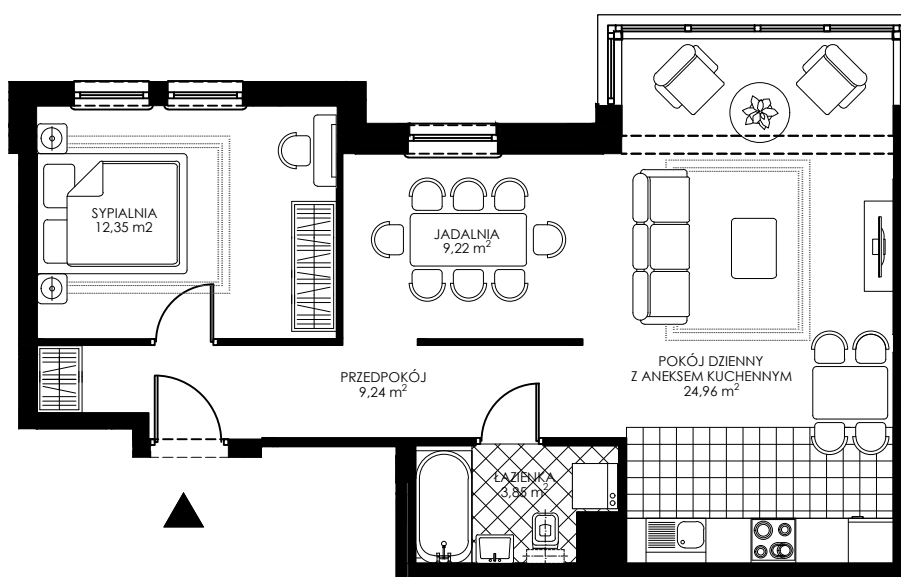 SYPIALNIA
12,35 m2
JADALNIA
9,22 m²
POKÓJ DZIENNY
Z ANEKSEM KUCHENNYM
24,96 m²
PRZEDPOKÓJ
9,24 m²
ŁAZIENKA
3,85 m²